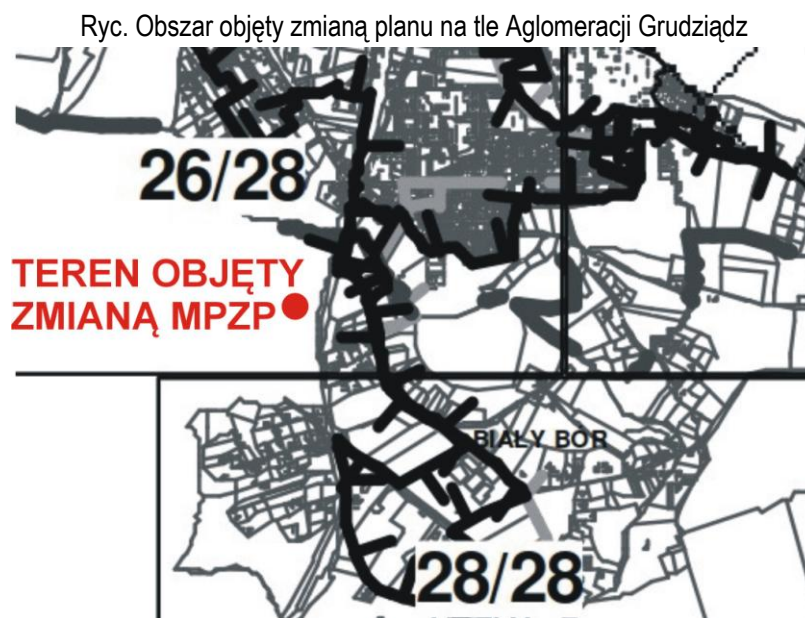 Ryc. Obszar objęty zmianą planu na tle Aglomeracji Grudziądz
26/28
TEREN OBJĘTY
ZMIANĄ MPZP
BIAŁY BÓR
28/28